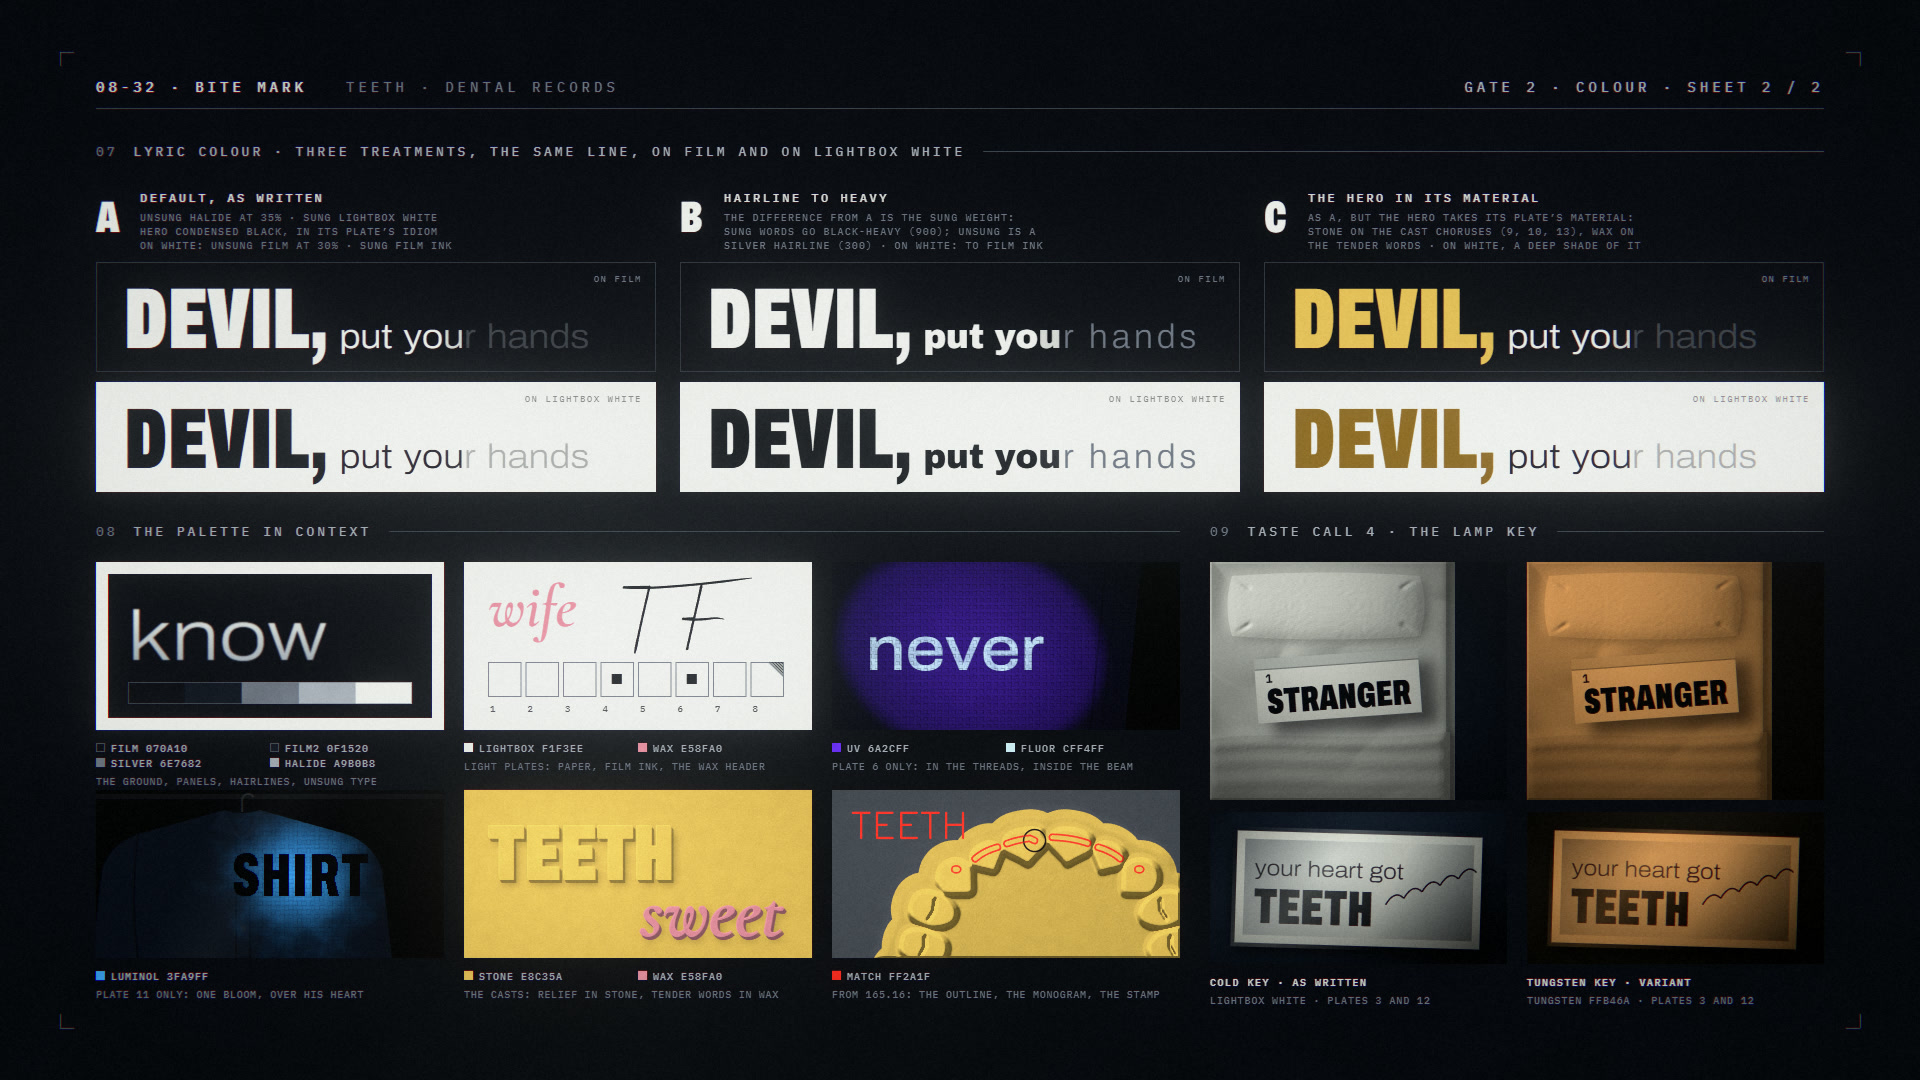 08-32 · BITE MARK TEETH · DENTAL RECORDS
GATE 2 · COLOUR · SHEET 2 / 2
07 LYRIC COLOUR · THREE TREATMENTS, THE SAME LINE, ON FILM AND ON LIGHTBOX WHITE
A DEFAULT, AS WRITTEN
UNSUNG HALIDE AT 35% · SUNG LIGHTBOX WHITE
HERO CONDENSED BLACK, IN ITS PLATE'S IDIOM
ON WHITE: UNSUNG FILM AT 30% · SUNG FILM INK
ON FILM
DEVIL, put your hands
ON LIGHTBOX WHITE
DEVIL, put your hands
B HAIRLINE TO HEAVY
THE DIFFERENCE FROM A IS THE SUNG WEIGHT:
SUNG WORDS GO BLACK-HEAVY (900); UNSUNG IS A
SILVER HAIRLINE (300) · ON WHITE: TO FILM INK
ON FILM
DEVIL, put your hands
ON LIGHTBOX WHITE
DEVIL, put your hands
C THE HERO IN ITS MATERIAL
AS A, BUT THE HERO TAKES ITS PLATE'S MATERIAL:
STONE ON THE CAST CHORUSES (9, 10, 13), WAX ON
THE TENDER WORDS · ON WHITE, A DEEP SHADE OF IT
ON FILM
DEVIL, put your hands
ON LIGHTBOX WHITE
DEVIL, put your hands
08 THE PALETTE IN CONTEXT
know
FILM 070A10 FILM2 0F1520
SILVER 6E7682 HALIDE A9B0B8
THE GROUND, PANELS, HAIRLINES, UNSUNG TYPE
wife TF
1 2 3 4 5 6 7 8
LIGHTBOX F1F3EE WAX E58FA0
LIGHT PLATES: PAPER, FILM INK, THE WAX HEADER
never
UV 6A2CFF FLUOR CFF4FF
PLATE 6 ONLY: IN THE THREADS, INSIDE THE BEAM
SHIRT
LUMINOL 3FA9FF
PLATE 11 ONLY: ONE BLOOM, OVER HIS HEART
TEETH
sweet
STONE E8C35A WAX E58FA0
THE CASTS: RELIEF IN STONE, TENDER WORDS IN WAX
TEETH
MATCH FF2A1F
FROM 165.16: THE OUTLINE, THE MONOGRAM, THE STAMP
09 TASTE CALL 4 · THE LAMP KEY
1
STRANGER
1
STRANGER
your heart got
TEETH
your heart got
TEETH
COLD KEY · AS WRITTEN
LIGHTBOX WHITE · PLATES 3 AND 12
TUNGSTEN KEY · VARIANT
TUNGSTEN FFB46A · PLATES 3 AND 12